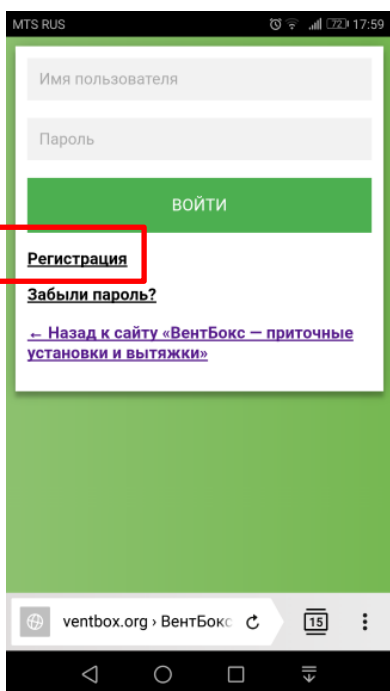 MTS RUS 72 17:59
Имя пользователя
Пароль
ВОЙТИ
Регистрация
Забыли пароль?
← Назад к сайту «ВентБокс — приточные
установки и вытяжки»
ventbox.org › ВентБокс 15